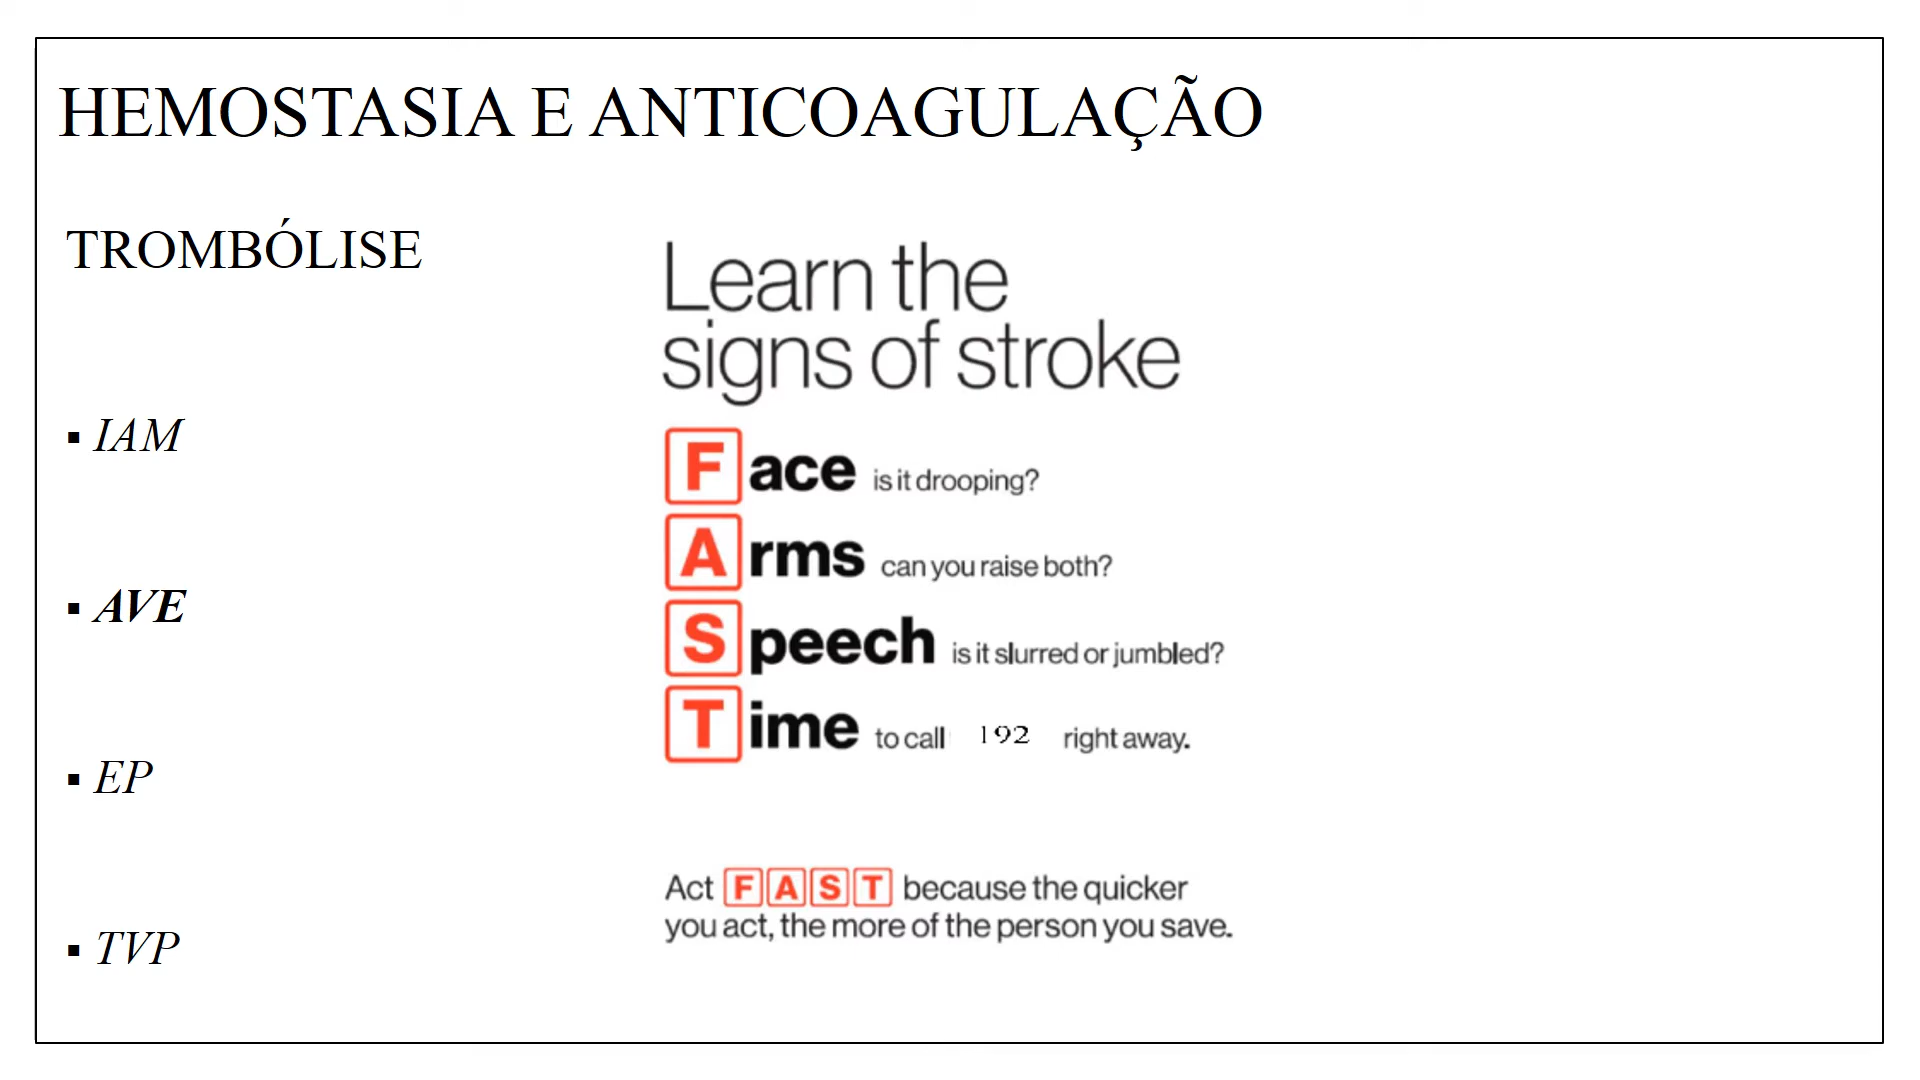 HEMOSTASIA E ANTICOAGULAÇÃO
TROMBÓLISE
▪ IAM
▪ AVE
▪ EP
▪ TVP
Learn the
signs of stroke
Face is it drooping?
Arms can you raise both?
Speech is it slurred or jumbled?
Time to call 192 right away.
Act FAST because the quicker
you act, the more of the person you save.